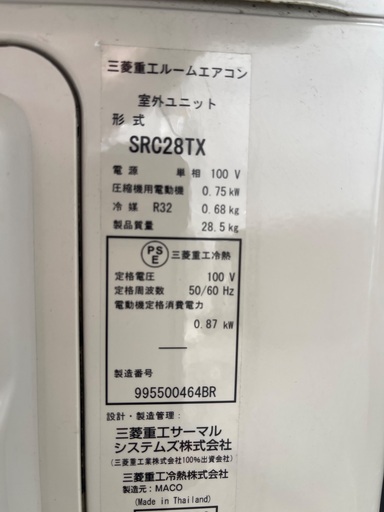 三菱重工ルームエアコン
室外ユニット
形式
SRC28TX
電源 単相 100 V
圧縮機用電動機 0.75 kW
冷媒 R32 0.68 kg
製品質量 28.5 kg
PS
E 三菱重工冷熱
定格電圧 100 V
定格周波数 50/60 Hz
電動機定格消費電力
0.87 kW
製造番号
995500464BR
設計・製造管理：
三菱重工サーマル
システムズ株式会社
(三菱重工業株式会社100%出資会社)
三菱重工冷熱株式会社
製造元：MACO
(Made in Thailand)